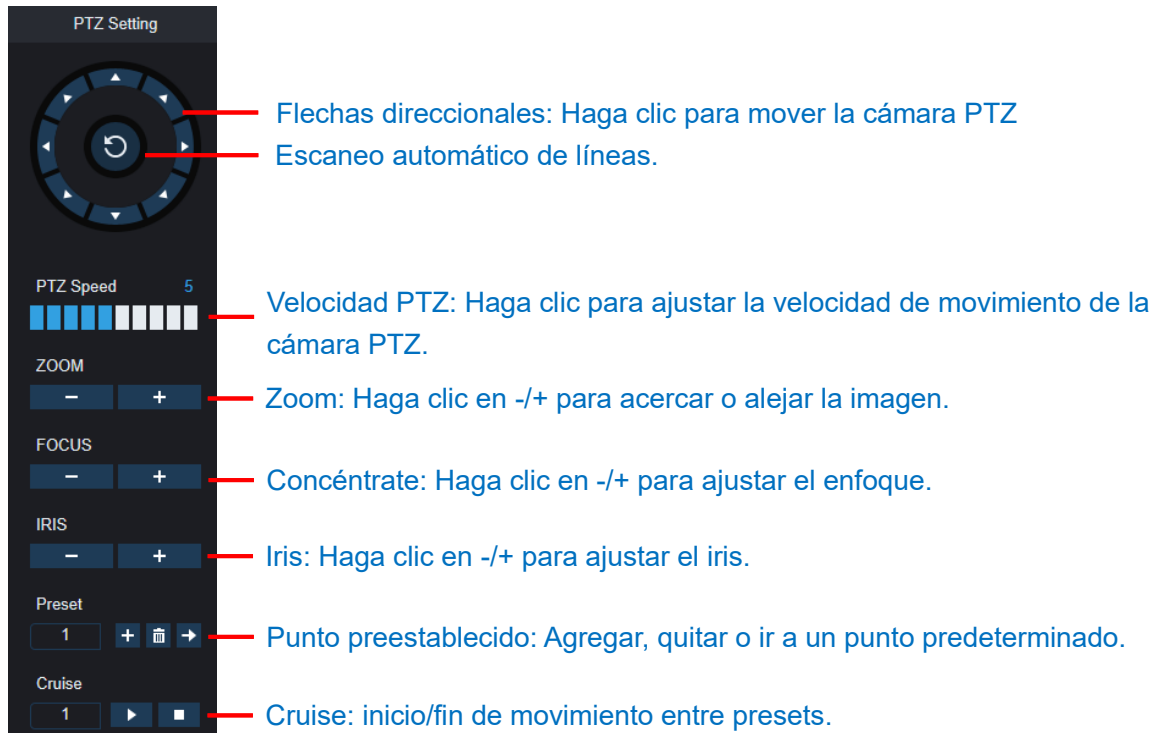 PTZ Setting
Flechas direccionales: Haga clic para mover la cámara PTZ
Escaneo automático de líneas.
PTZ Speed 5
Velocidad PTZ: Haga clic para ajustar la velocidad de movimiento de la
cámara PTZ.
ZOOM
Zoom: Haga clic en -/+ para acercar o alejar la imagen.
FOCUS
Concéntrate: Haga clic en -/+ para ajustar el enfoque.
IRIS
Iris: Haga clic en -/+ para ajustar el iris.
Preset
1
Punto preestablecido: Agregar, quitar o ir a un punto predeterminado.
Cruise
1
Cruise: inicio/fin de movimiento entre presets.